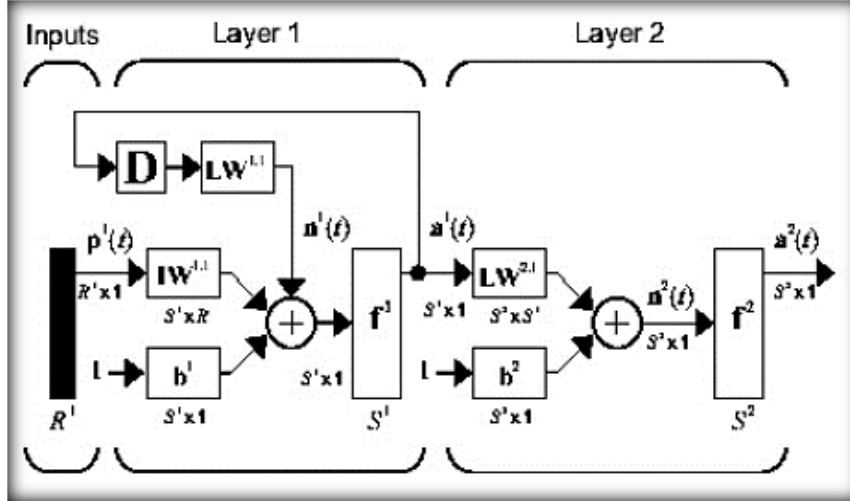 Inputs Layer 1 Layer 2
D LW¹,¹
p¹(t) n¹(t) a¹(t) a²(t)
IW¹,¹ LW²,¹ n²(t)
R¹x1 S¹x1 S²x1
S¹xR S²xS¹
+ f¹ + f²
1 b¹ S¹x1 1 b² S²x1
S¹x1 S²x1
R¹ S¹ S²